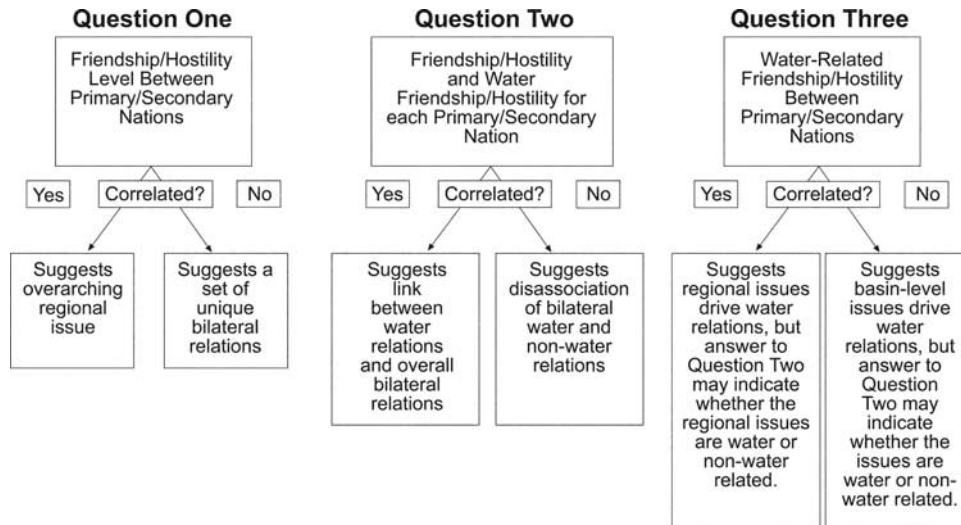 Question One
Friendship/Hostility
Level Between
Primary/Secondary
Nations
Yes
Correlated?
No
Suggests
overarching
regional
issue
Suggests a
set of
unique
bilateral
relations
Question Two
Friendship/Hostility
and Water
Friendship/Hostility for
each Primary/Secondary
Nation
Yes
Correlated?
No
Suggests
link
between
water
relations
and overall
bilateral
relations
Suggests
disassociation
of bilateral
water and
non-water
relations
Question Three
Water-Related
Friendship/Hostility
Between
Primary/Secondary
Nations
Yes
Correlated?
No
Suggests
regional issues
drive water
relations, but
answer to
Question Two
may indicate
whether the
regional issues
are water or
non-water
related.
Suggests
basin-level
issues drive
water
relations, but
answer to
Question
Two may
indicate
whether the
issues are
water or non-
water related.